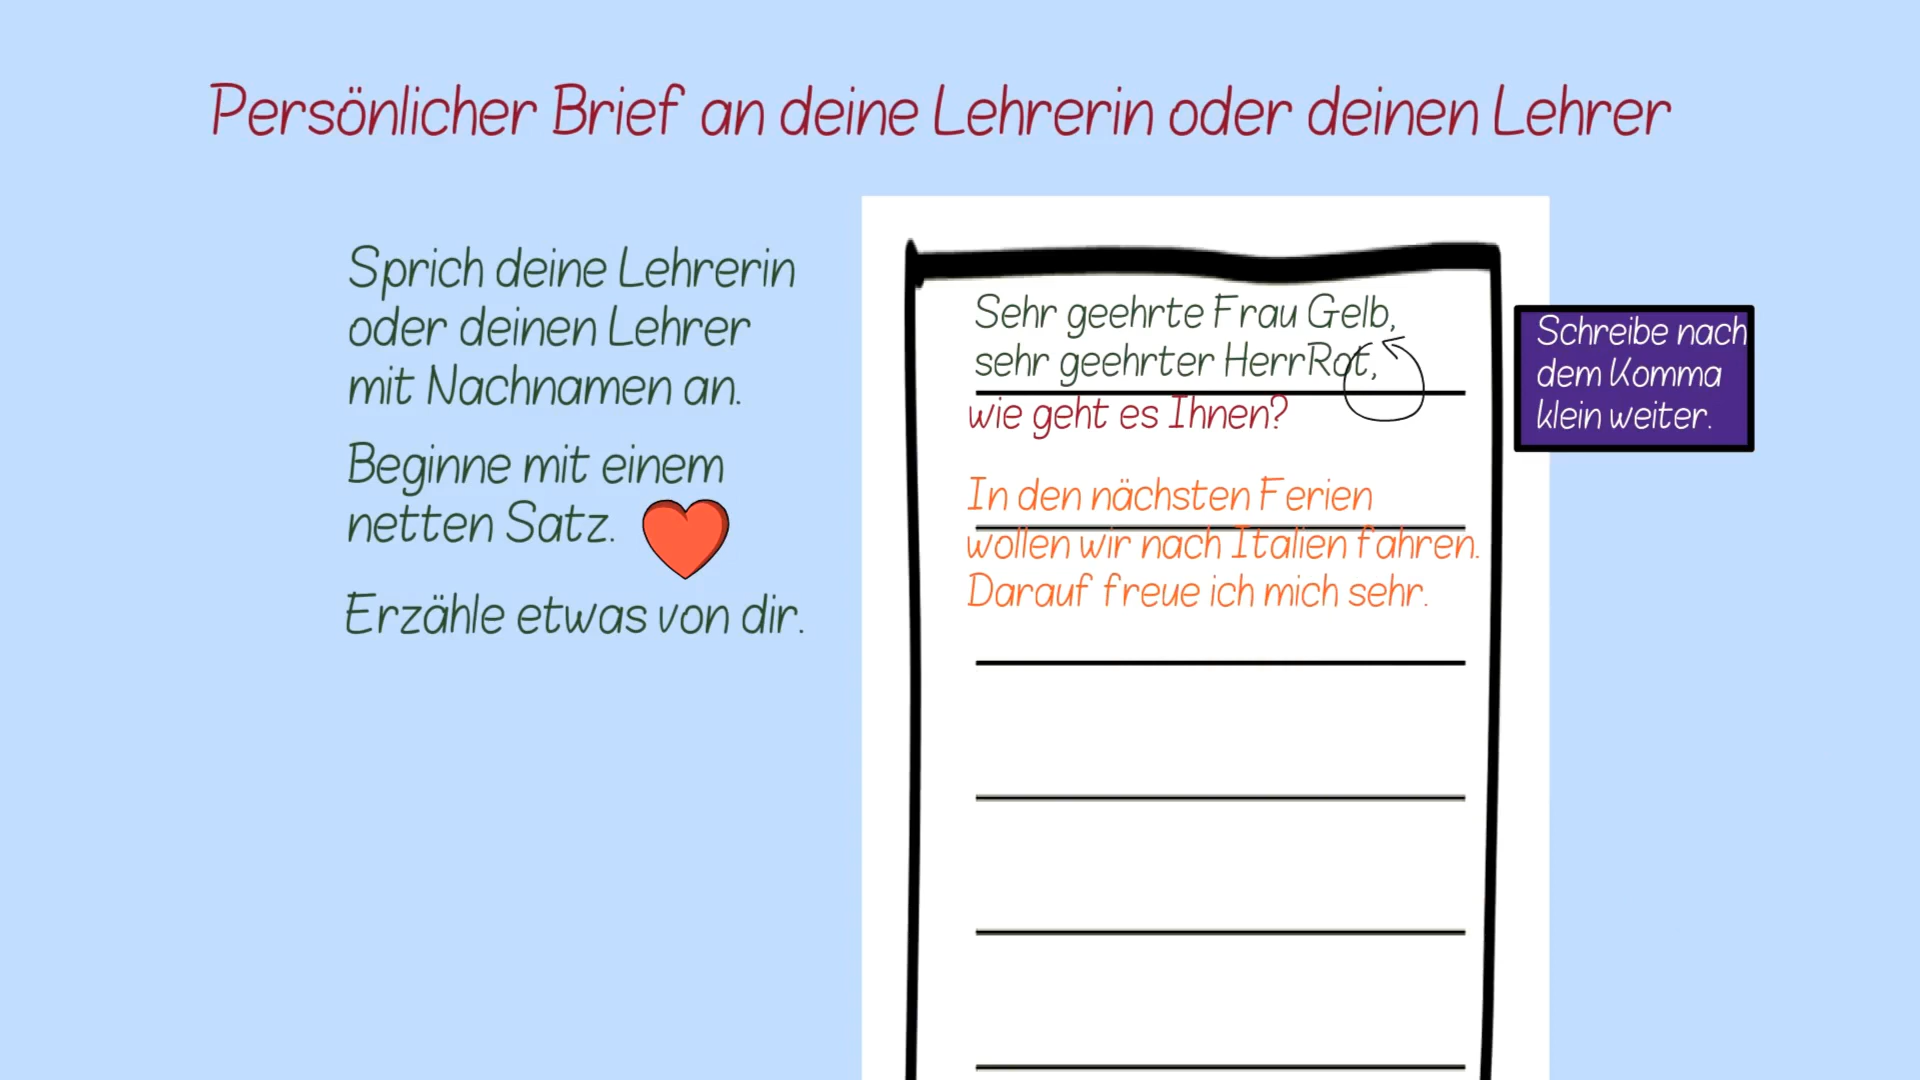 Persönlicher Brief an deine Lehrerin oder deinen Lehrer
Sprich deine Lehrerin
oder deinen Lehrer
mit Nachnamen an.
Beginne mit einem
netten Satz.
Erzähle etwas von dir.
Sehr geehrte Frau Gelb,
sehr geehrter HerrRot,
wie geht es Ihnen?
In den nächsten Ferien
wollen wir nach Italien fahren.
Darauf freue ich mich sehr.
Schreibe nach
dem Komma
klein weiter.